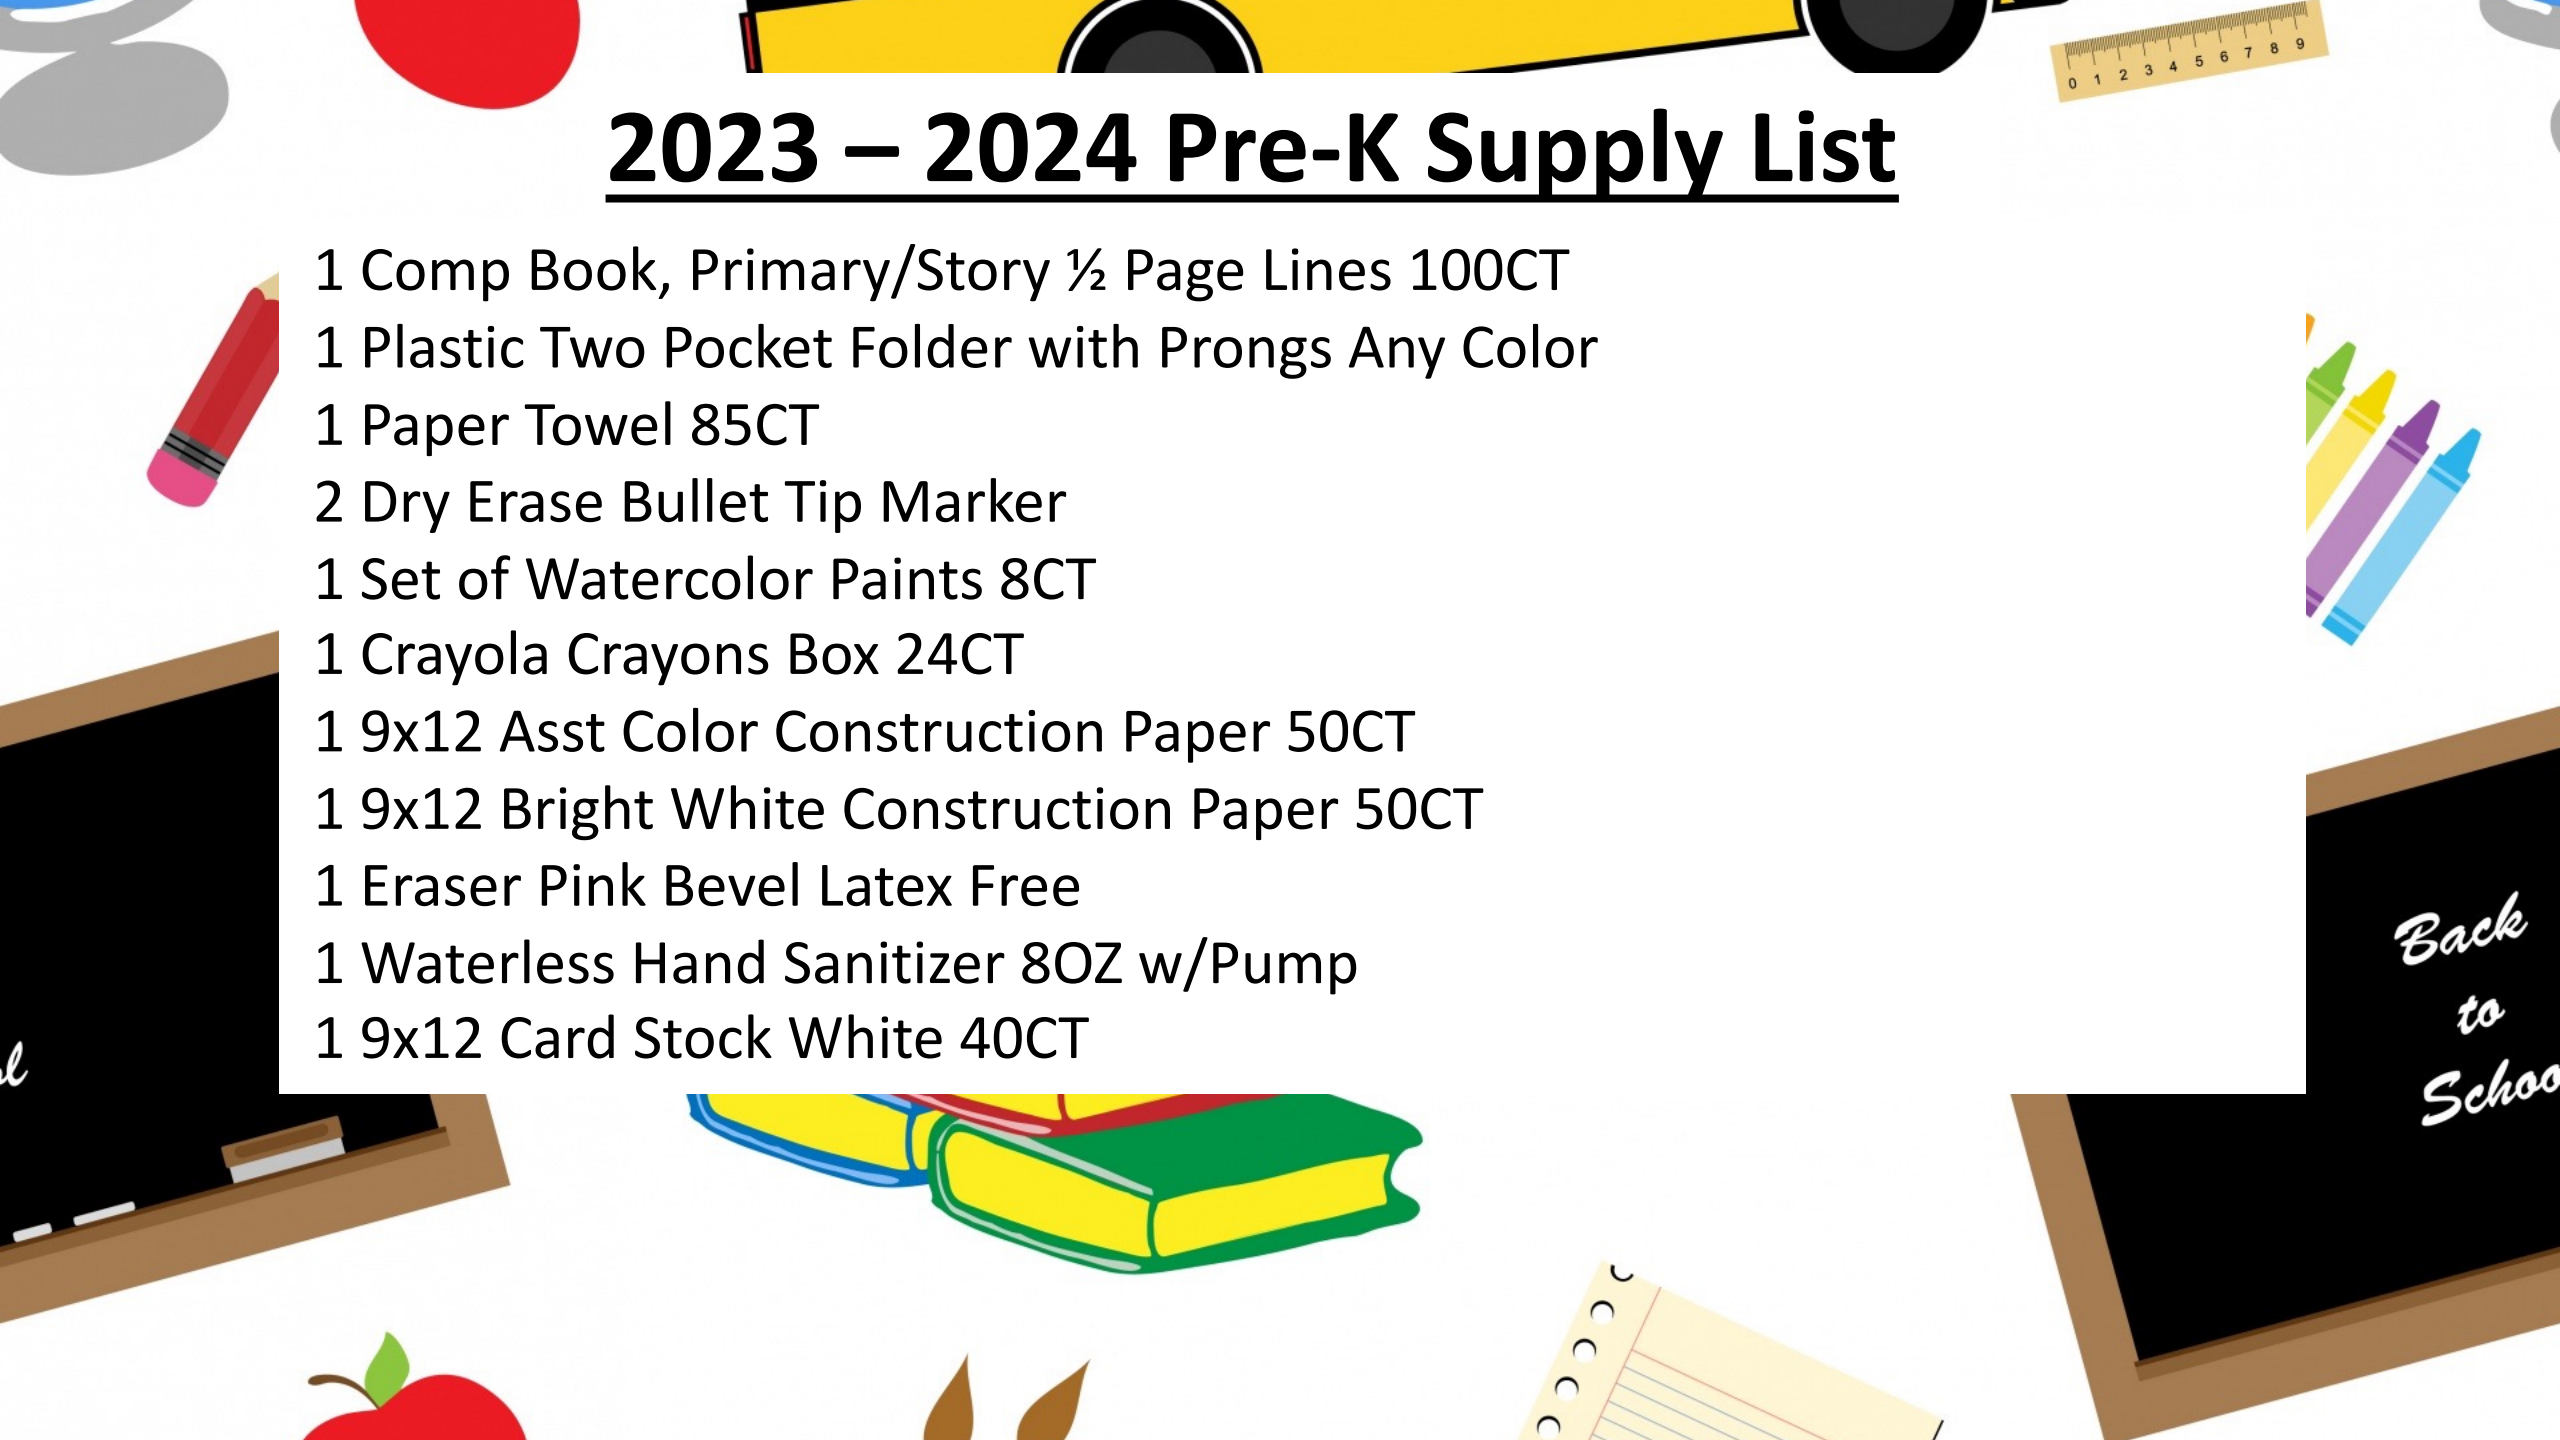 0 1 2 3 4 5 6 7 8 9
2023 – 2024 Pre-K Supply List
1 Comp Book, Primary/Story ½ Page Lines 100CT
1 Plastic Two Pocket Folder with Prongs Any Color
1 Paper Towel 85CT
2 Dry Erase Bullet Tip Marker
1 Set of Watercolor Paints 8CT
1 Crayola Crayons Box 24CT
1 9x12 Asst Color Construction Paper 50CT
1 9x12 Bright White Construction Paper 50CT
1 Eraser Pink Bevel Latex Free
1 Waterless Hand Sanitizer 8OZ w/Pump
1 9x12 Card Stock White 40CT
Back
to
Schoo